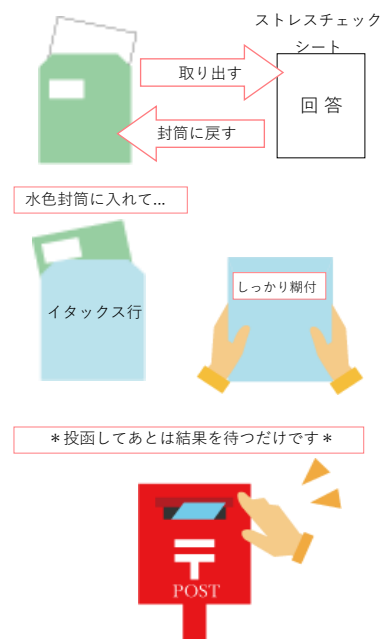 ストレスチェック
シート
取り出す
回答
封筒に戻す
水色封筒に入れて...
イタックス行
しっかり糊付
＊投函してあとは結果を待つだけです＊
〒
POST